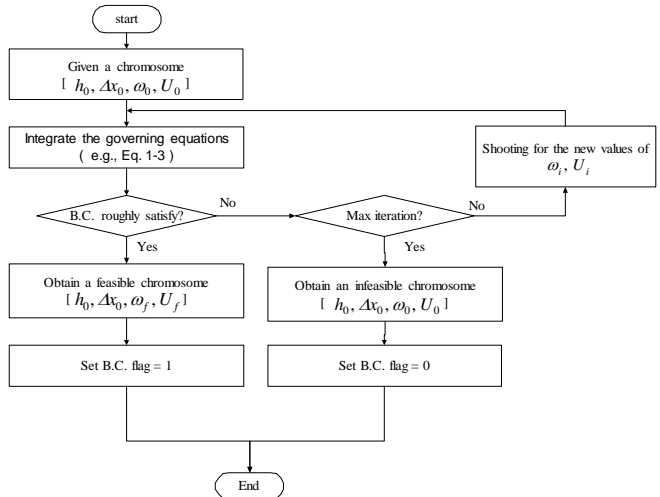 start
Given a chromosome
[ h₀, Δx₀, ω₀, U₀ ]
Integrate the governing equations
( e.g., Eq. 1-3 )
Shooting for the new values of
ωᵢ, Uᵢ
B.C. roughly satisfy?
No
Max iteration?
No
Yes
Yes
Obtain a feasible chromosome
[ h₀, Δx₀, ω_f, U_f ]
Obtain an infeasible chromosome
[ h₀, Δx₀, ω₀, U₀ ]
Set B.C. flag = 1
Set B.C. flag = 0
End